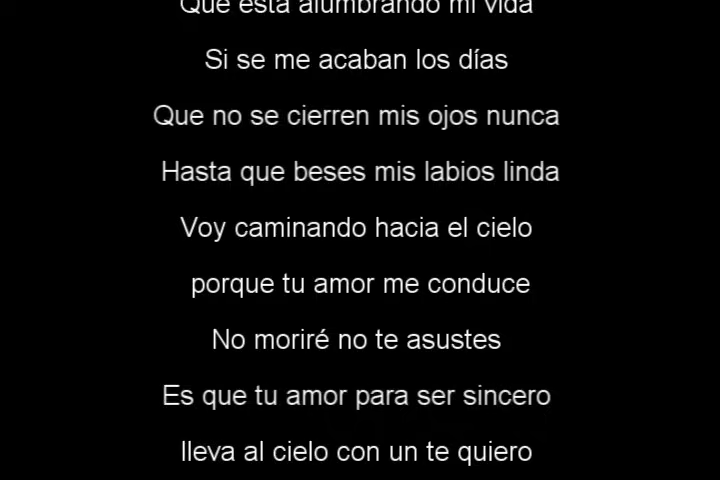 Que está alumbrando mi vida
Si se me acaban los días
Que no se cierren mis ojos nunca
Hasta que beses mis labios linda
Voy caminando hacia el cielo
porque tu amor me conduce
No moriré no te asustes
Es que tu amor para ser sincero
lleva al cielo con un te quiero